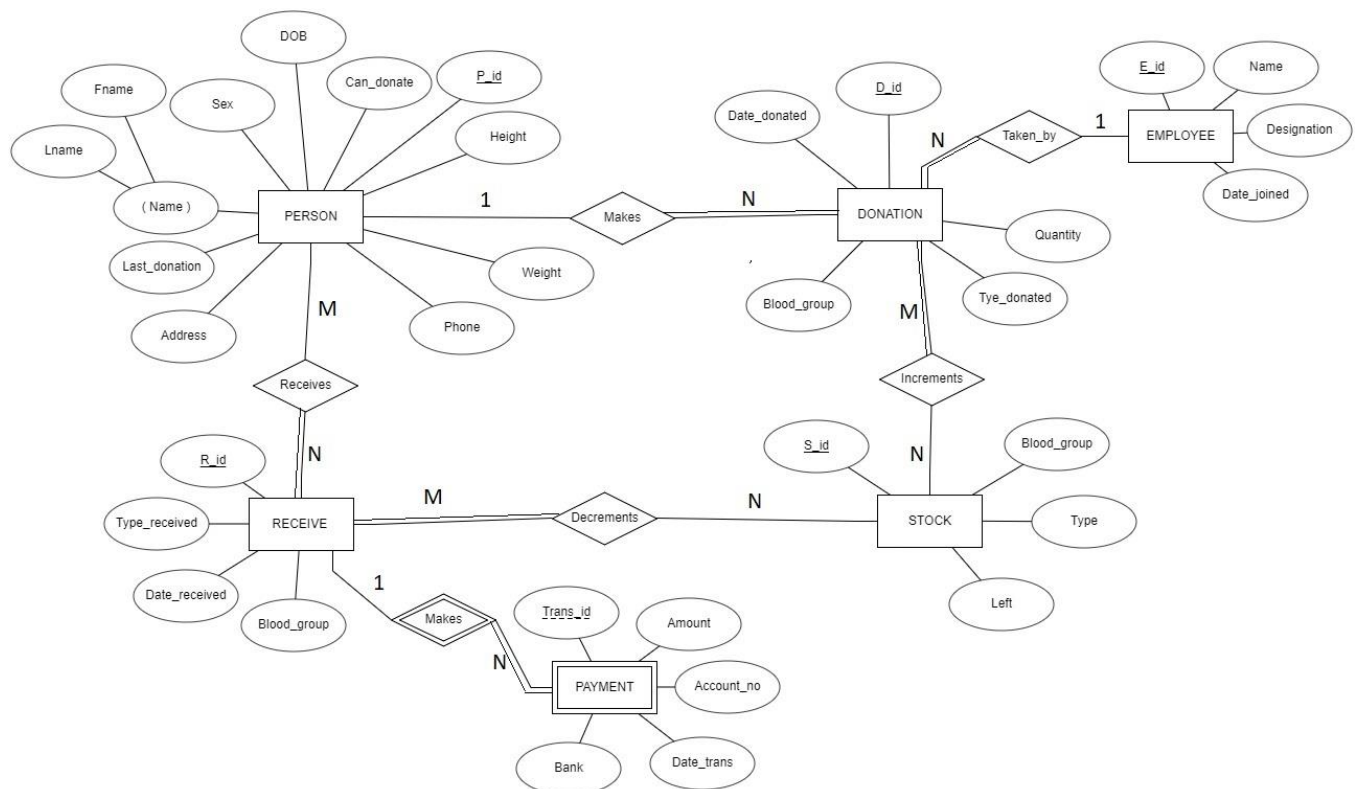 DOB
Can_donate
P_id
Fname
Sex
Height
Lname
( Name )
PERSON
Last_donation
Weight
Address
Phone
1
Makes
N
D_id
Date_donated
DONATION
Quantity
Tye_donated
Blood_group
N
Taken_by
1
E_id
Name
EMPLOYEE
Designation
Date_joined
M
Receives
N
M
Increments
N
R_id
Type_received
RECEIVE
Date_received
Blood_group
M
Decrements
N
S_id
Blood_group
STOCK
Type
Left
1
Makes
N
Trans_id
Amount
PAYMENT
Account_no
Bank
Date_trans